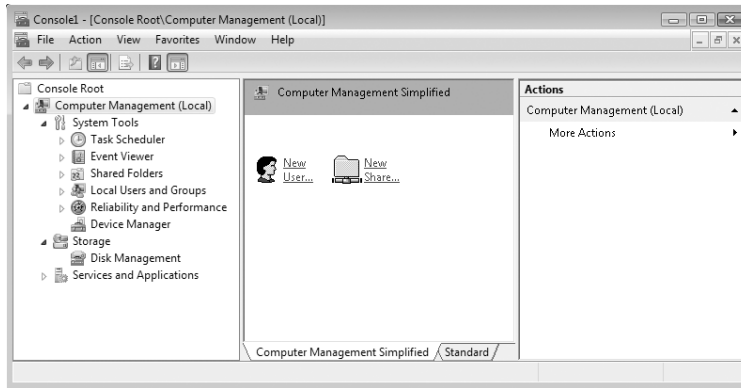 Console1 - [Console Root\Computer Management (Local)]
File Action View Favorites Window Help
Console Root
Computer Management (Local)
System Tools
Task Scheduler
Event Viewer
Shared Folders
Local Users and Groups
Reliability and Performance
Device Manager
Storage
Disk Management
Services and Applications
Computer Management Simplified
New User...
New Share...
Computer Management Simplified
Standard
Actions
Computer Management (Local)
More Actions